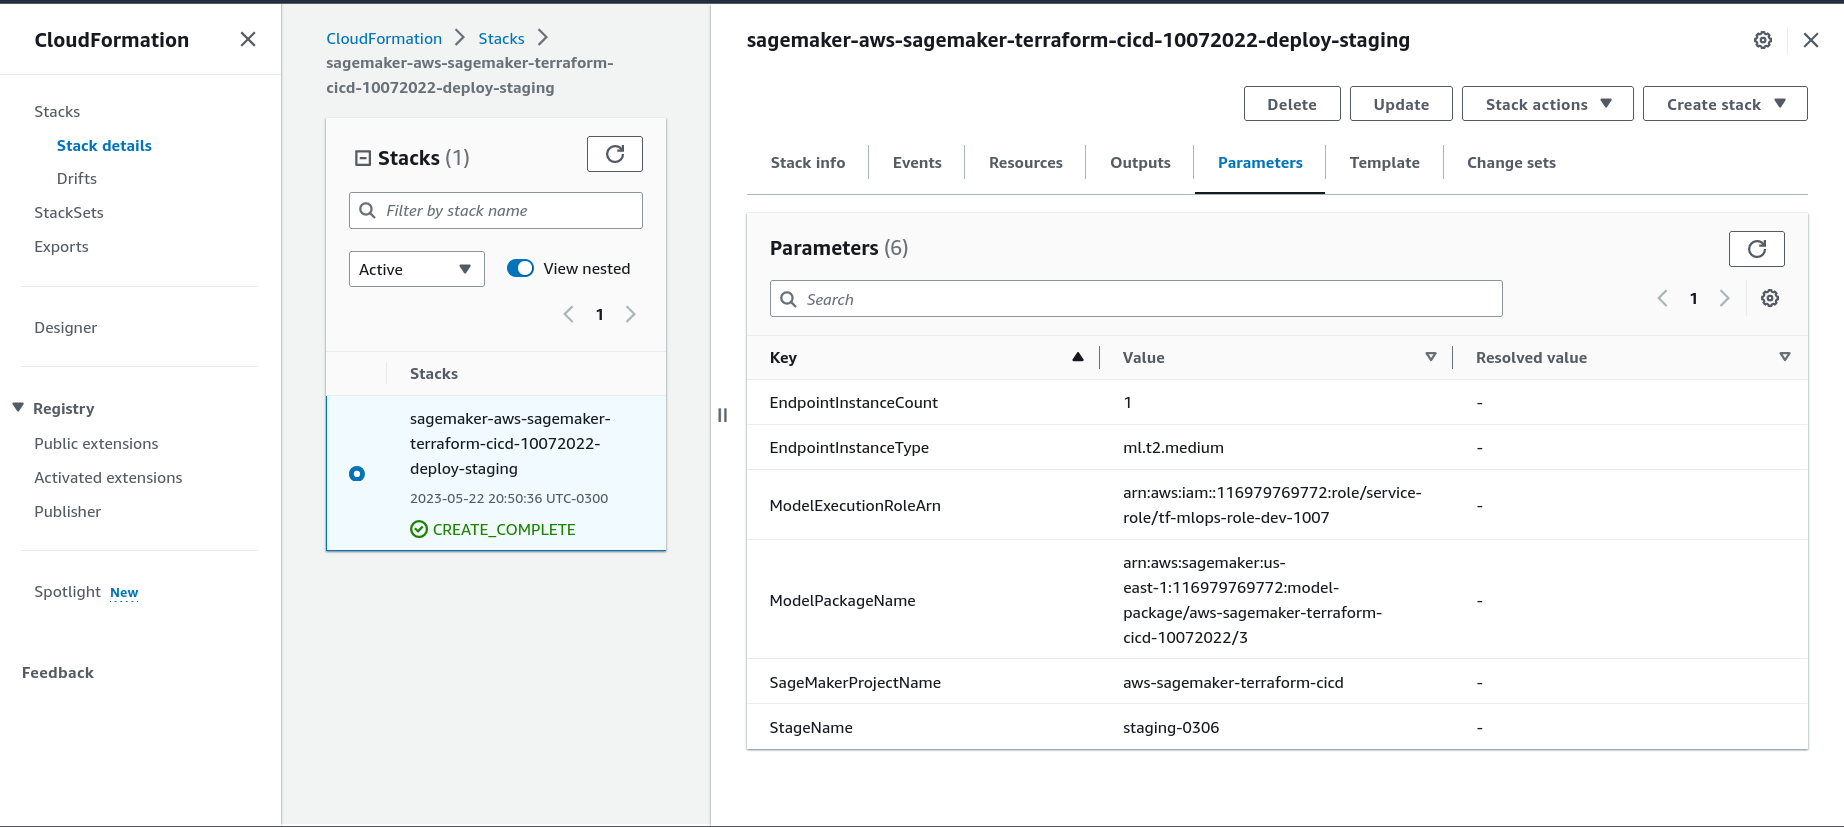 CloudFormation
Stacks
Stack details
Drifts
StackSets
Exports
Designer
Registry
Public extensions
Activated extensions
Publisher
Spotlight New
Feedback
CloudFormation > Stacks >
sagemaker-aws-sagemaker-terraform-
cicd-10072022-deploy-staging
Stacks (1)
Filter by stack name
Active
View nested
1
Stacks
sagemaker-aws-sagemaker-
terraform-cicd-10072022-
deploy-staging
2023-05-22 20:50:36 UTC-0300
CREATE_COMPLETE
sagemaker-aws-sagemaker-terraform-cicd-10072022-deploy-staging
Delete Update Stack actions Create stack
Stack info Events Resources Outputs Parameters Template Change sets
Parameters (6)
Search
1
Key Value Resolved value
EndpointInstanceCount 1 -
EndpointInstanceType ml.t2.medium -
ModelExecutionRoleArn arn:aws:iam::116979769772:role/service-
role/tf-mlops-role-dev-1007 -
ModelPackageName arn:aws:sagemaker:us-
east-1:116979769772:model-
package/aws-sagemaker-terraform-
cicd-10072022/3 -
SageMakerProjectName aws-sagemaker-terraform-cicd -
StageName staging-0306 -